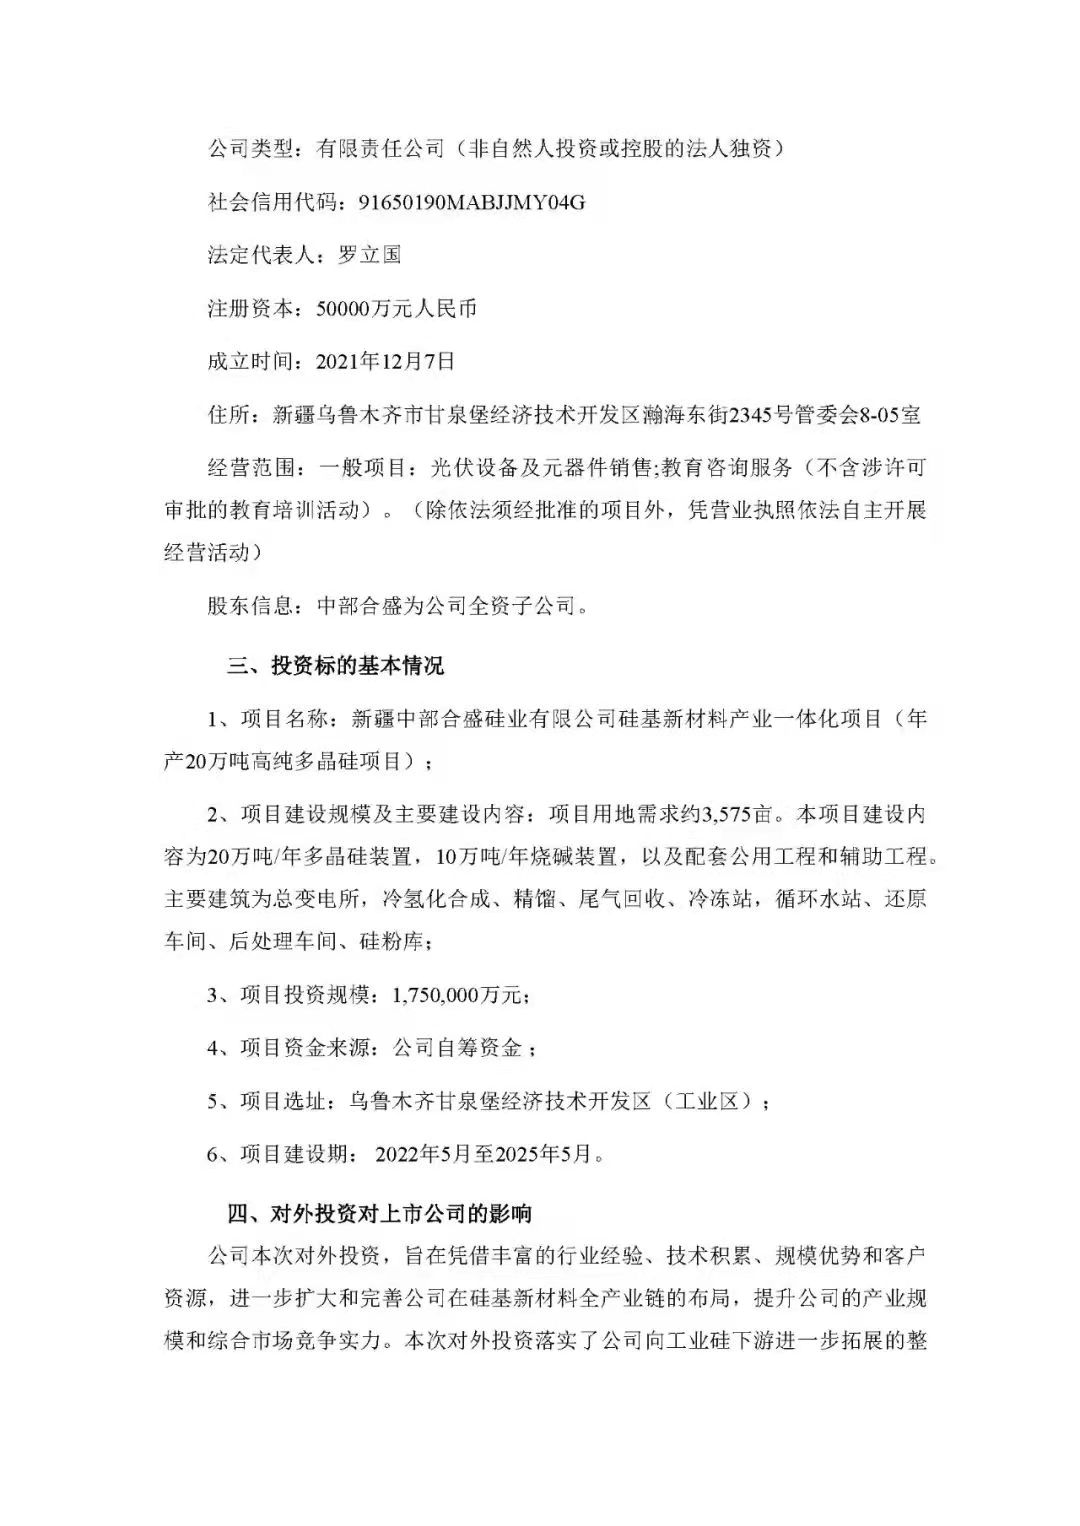 公司类型：有限责任公司（非自然人投资或控股的法人独资）
社会信用代码：91650190MABJJMY04G
法定代表人：罗立国
注册资本：50000万元人民币
成立时间：2021年12月7日
住所：新疆乌鲁木齐市甘泉堡经济技术开发区瀚海东街2345号管委会8-05室
经营范围：一般项目：光伏设备及元器件销售;教育咨询服务（不含涉许可
审批的教育培训活动）。（除依法须经批准的项目外，凭营业执照依法自主开展
经营活动）
股东信息：中部合盛为公司全资子公司。
三、投资标的基本情况
1、项目名称：新疆中部合盛硅业有限公司硅基新材料产业一体化项目（年
产20万吨高纯多晶硅项目）；
2、项目建设规模及主要建设内容：项目用地需求约3,575亩。本项目建设内
容为20万吨/年多晶硅装置，10万吨/年烧碱装置，以及配套公用工程和辅助工程。
主要建筑为总变电所，冷氢化合成、精馏、尾气回收、冷冻站，循环水站、还原
车间、后处理车间、硅粉库；
3、项目投资规模：1,750,000万元；
4、项目资金来源：公司自筹资金；
5、项目选址：乌鲁木齐甘泉堡经济技术开发区（工业区）；
6、项目建设期： 2022年5月至2025年5月。
四、对外投资对上市公司的影响
公司本次对外投资，旨在凭借丰富的行业经验、技术积累、规模优势和客户
资源，进一步扩大和完善公司在硅基新材料全产业链的布局，提升公司的产业规
模和综合市场竞争实力。本次对外投资落实了公司向工业硅下游进一步拓展的整